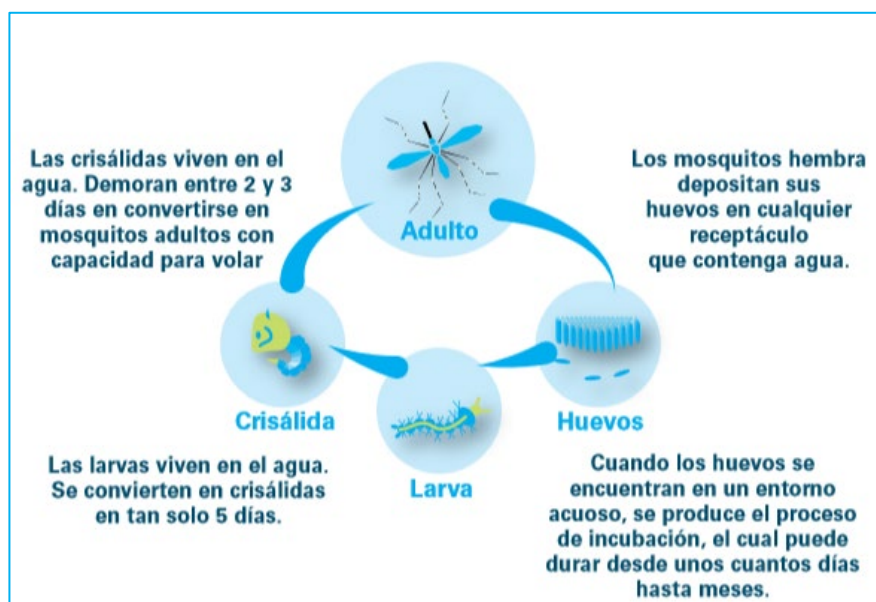 Las crisálidas viven en el
agua. Demoran entre 2 y 3
días en convertirse en
mosquitos adultos con
capacidad para volar
Adulto
Los mosquitos hembra
depositan sus
huevos en cualquier
receptáculo
que contenga agua.
Crisálida
Larva
Huevos
Las larvas viven en el agua.
Se convierten en crisálidas
en tan solo 5 días.
Cuando los huevos se
encuentran en un entorno
acuoso, se produce el proceso
de incubación, el cual puede
durar desde unos cuantos días
hasta meses.